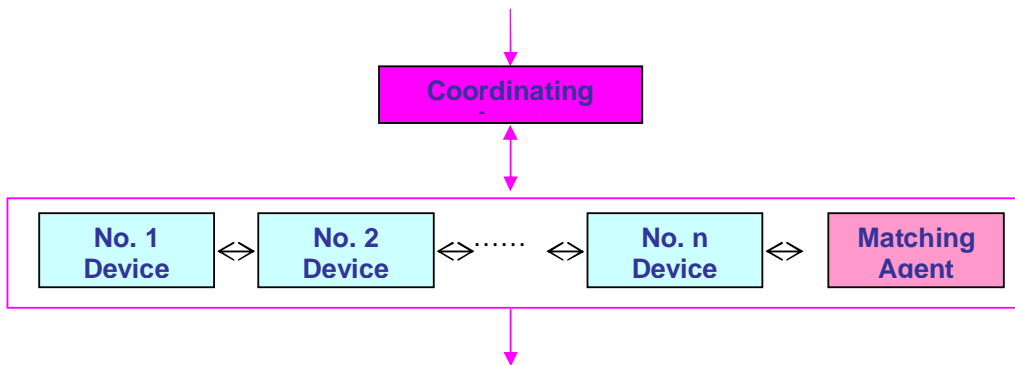 Coordinating
No. 1
Device
No. 2
Device
......
No. n
Device
Matching
Agent